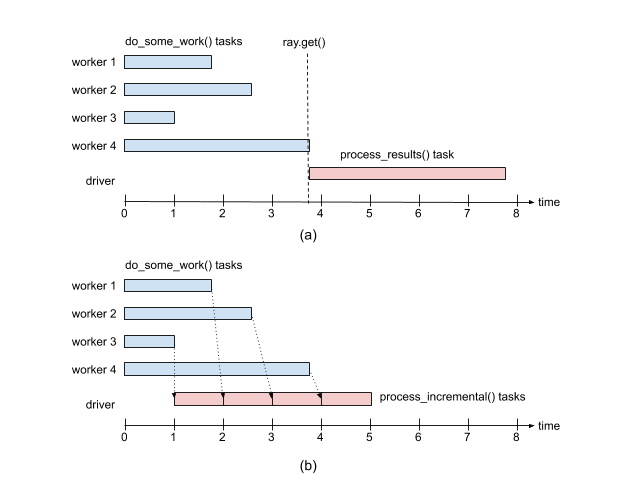 do_some_work() tasks
ray.get()
worker 1
worker 2
worker 3
worker 4
process_results() task
driver
time
0 1 2 3 4 5 6 7 8
(a)
do_some_work() tasks
worker 1
worker 2
worker 3
worker 4
process_incremental() tasks
driver
time
0 1 2 3 4 5 6 7 8
(b)